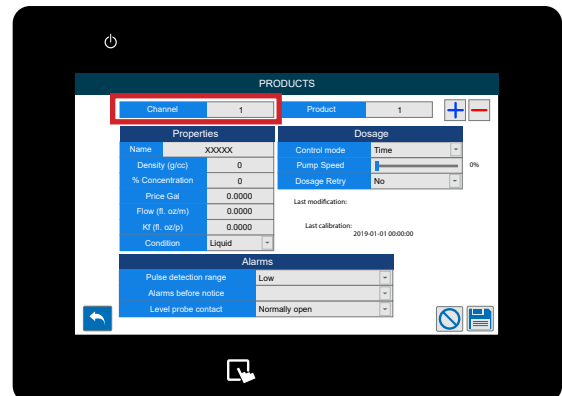 PRODUCTS
Channel 1 Product 1
Properties
Name XXXXX
Density (g/cc) 0
% Concentration 0
Price Gal 0.0000
Flow (fl. oz/m) 0.0000
Kf (fl. oz/p) 0.0000
Condition Liquid
Dosage
Control mode Time
Pump Speed 0%
Dosage Retry No
Last modification:
Last calibration:
2019-01-01 00:00:00
Alarms
Pulse detection range Low
Alarms before notice
Level probe contact Normally open